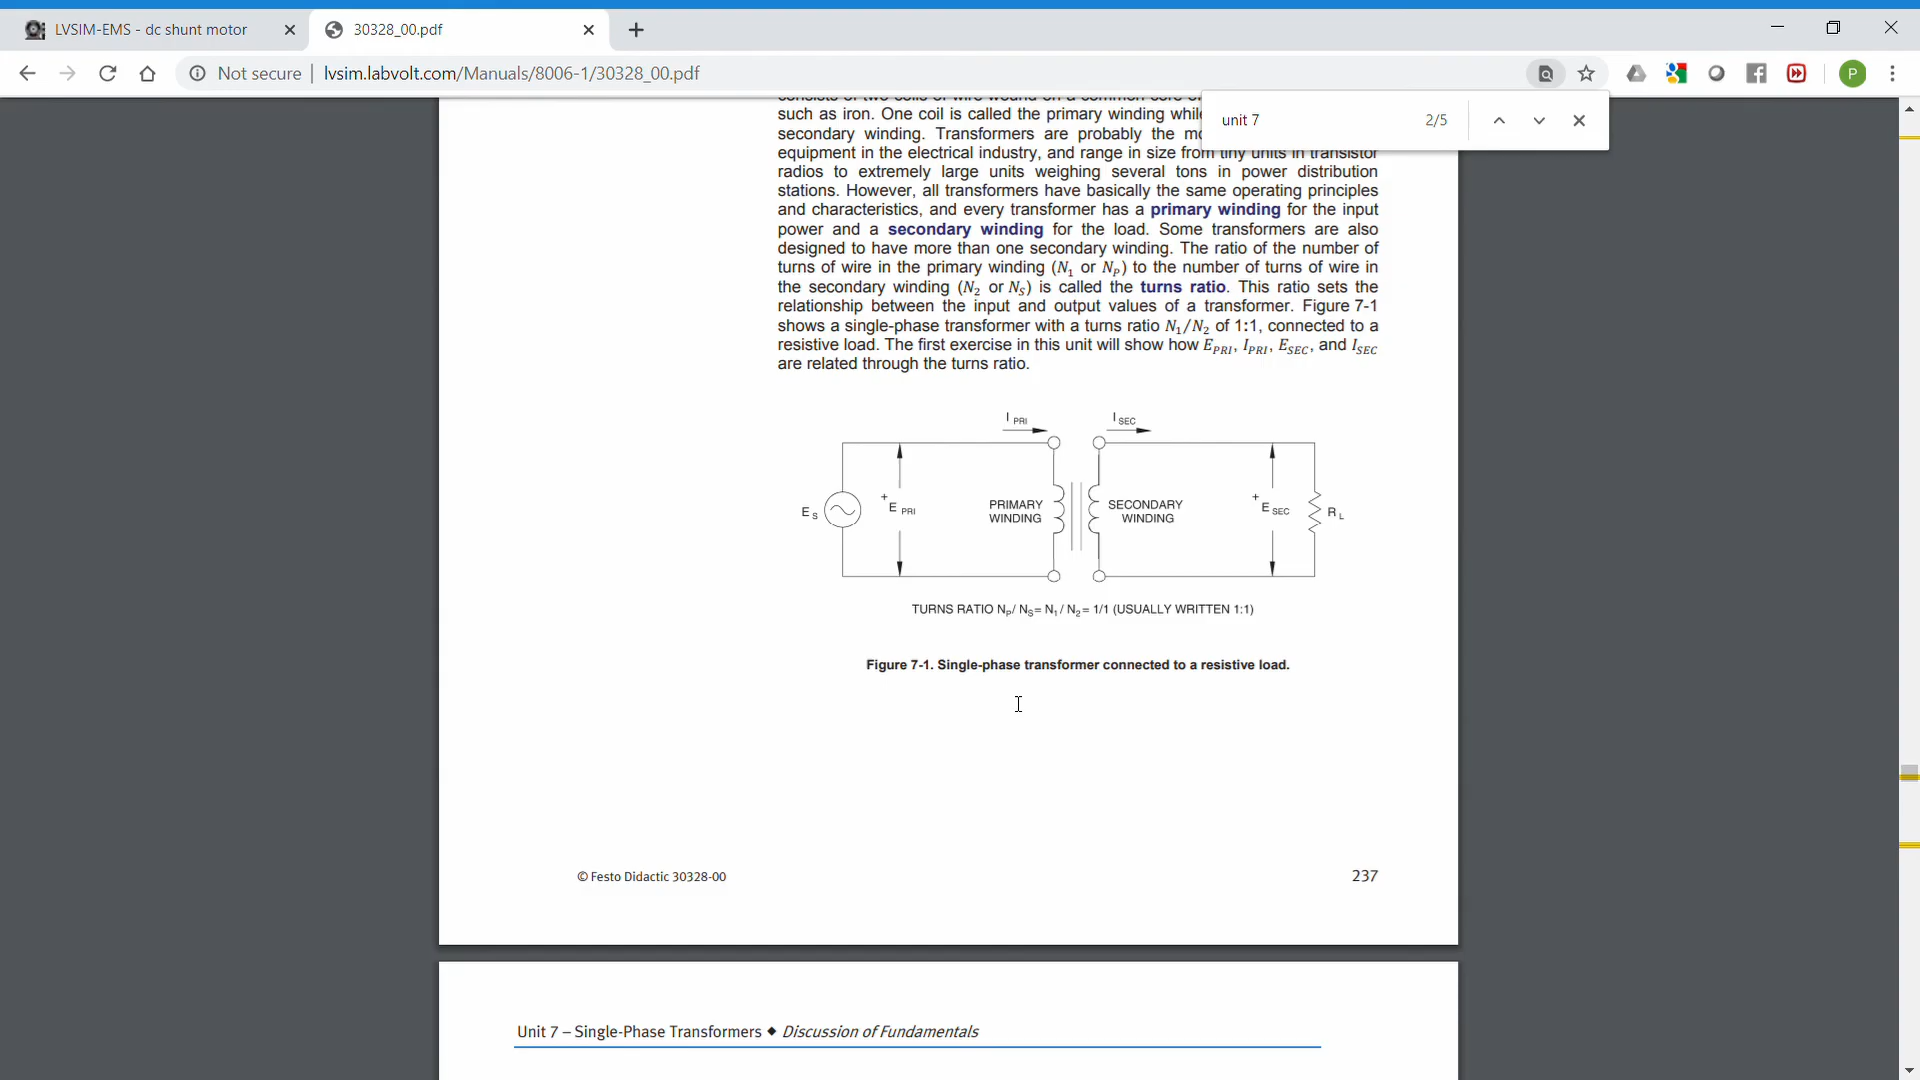 LVSIM-EMS - dc shunt motor
30328_00.pdf
Not secure | lvsim.labvolt.com/Manuals/8006-1/30328_00.pdf
P
unit 7 2/5
consists of two coils of wire wound on a common core
such as iron. One coil is called the primary winding while
secondary winding. Transformers are probably the
equipment in the electrical industry, and range in size from tiny units in transistor
radios to extremely large units weighing several tons in power distribution
stations. However, all transformers have basically the same operating principles
and characteristics, and every transformer has a primary winding for the input
power and a secondary winding for the load. Some transformers are also
designed to have more than one secondary winding. The ratio of the number of
turns of wire in the primary winding (N1 or NP) to the number of turns of wire in
the secondary winding (N2 or NS) is called the turns ratio. This ratio sets the
relationship between the input and output values of a transformer. Figure 7-1
shows a single-phase transformer with a turns ratio N1/N2 of 1:1, connected to a
resistive load. The first exercise in this unit will show how EPRI, IPRI, ESEC, and ISEC
are related through the turns ratio.
I PRI
I SEC
ES
+
E PRI
PRIMARY
WINDING
SECONDARY
WINDING
+
E SEC
RL
TURNS RATIO NP/ NS= N1/ N2= 1/1 (USUALLY WRITTEN 1:1)
Figure 7-1. Single-phase transformer connected to a resistive load.
© Festo Didactic 30328-00
237
Unit 7 – Single-Phase Transformers ◆ Discussion of Fundamentals